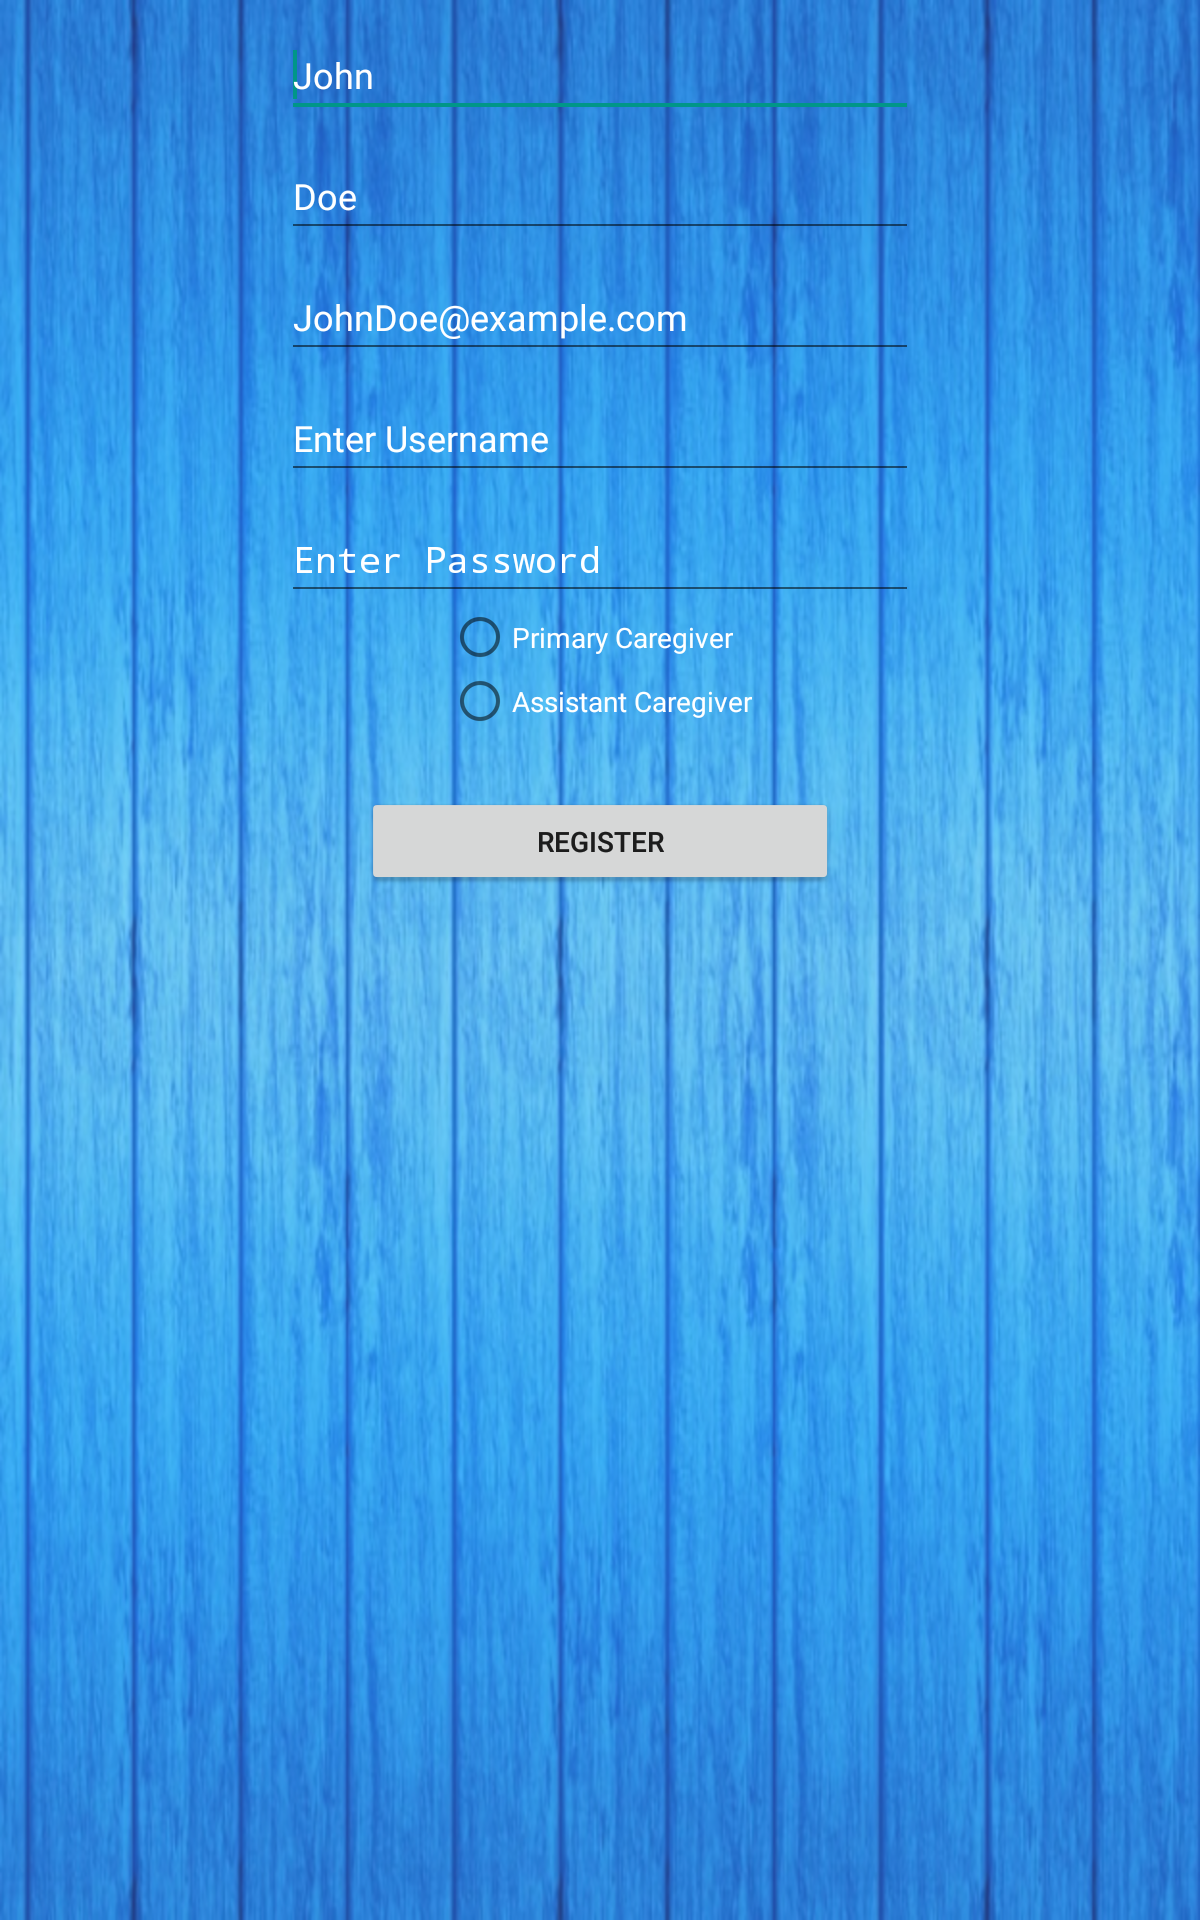 John
Doe
JohnDoe@example.com
Enter Username
Enter Password
Primary Caregiver
Assistant Caregiver
REGISTER